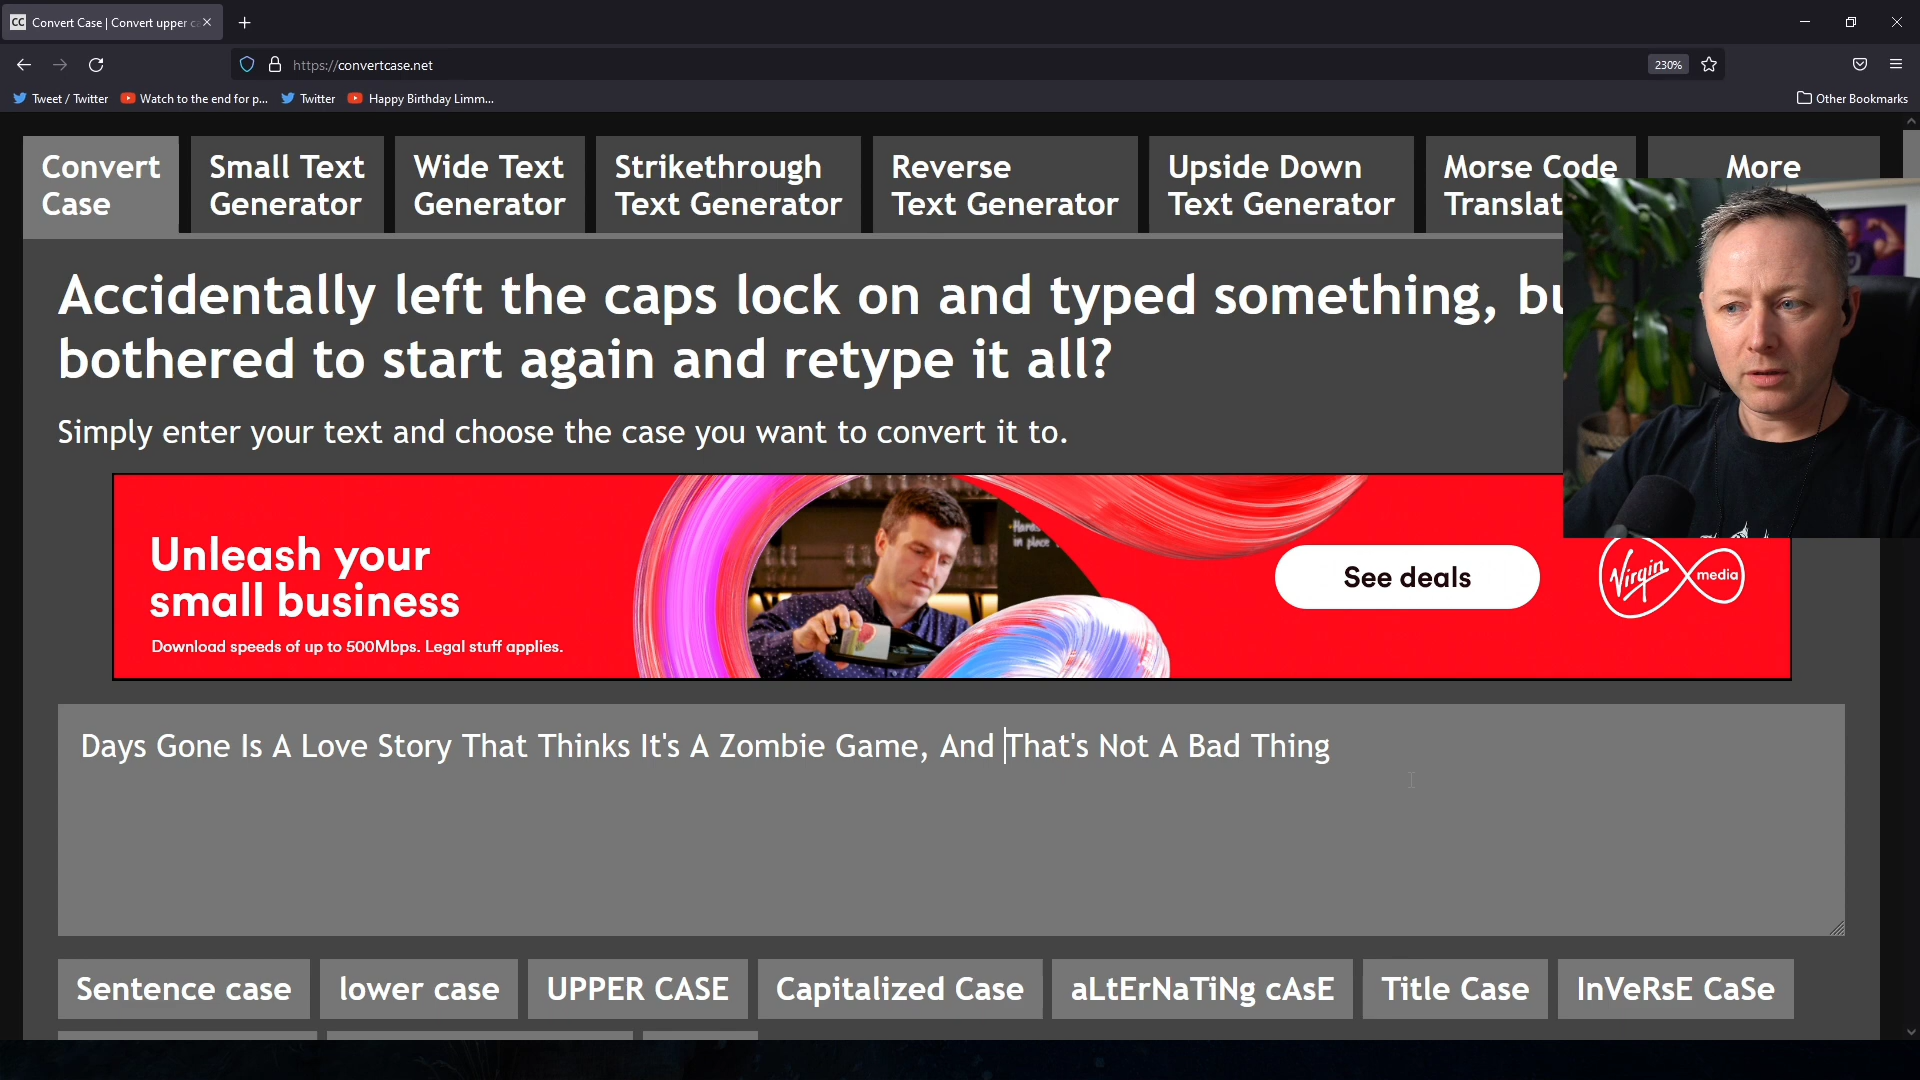 CC Convert Case | Convert upper ca
https://convertcase.net
230%
Tweet / Twitter
Watch to the end for p...
Twitter
Happy Birthday Limm...
Other Bookmarks
Convert
Case
Small Text
Generator
Wide Text
Generator
Strikethrough
Text Generator
Reverse
Text Generator
Upside Down
Text Generator
Morse Code
Translat
More
Accidentally left the caps lock on and typed something, bu
bothered to start again and retype it all?
Simply enter your text and choose the case you want to convert it to.
Unleash your
small business
Download speeds of up to 500Mbps. Legal stuff applies.
in place
See deals
Virgin media
Days Gone Is A Love Story That Thinks It's A Zombie Game, And That's Not A Bad Thing
Sentence case
lower case
UPPER CASE
Capitalized Case
aLtErNaTiNg cAsE
Title Case
InVeRsE CaSe